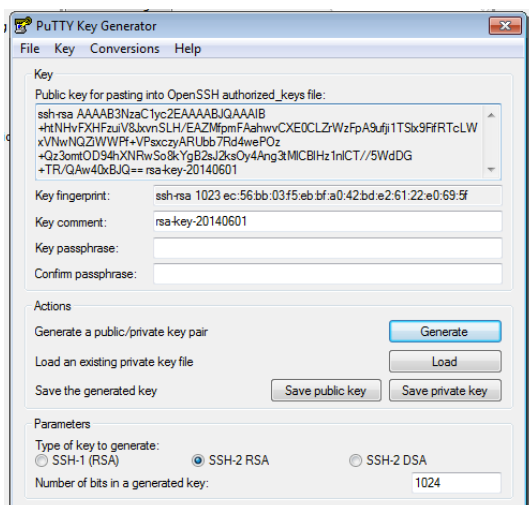 PuTTY Key Generator
File Key Conversions Help
Key
Public key for pasting into OpenSSH authorized_keys file:
ssh-rsa AAAAB3NzaC1yc2EAAAABJQAAAIB
+htNHvFXHFzuiV8JxvnSLH/EAZMfpmFAahwvCXE0CLZrWzFpA9ufji1TSlx9FifRTcLW
xVNwNQZiWWPf+VPsxczyARUbb7Rd4wePOz
+Qz3omtOD94hXNRwSo8kYgB2sJ2ksOy4Ang3tMICBIHz1nICT//5WdDG
+TR/QAw40xBJQ== rsa-key-20140601
Key fingerprint: ssh-rsa 1023 ec:56:bb:03:f5:eb:bf:a0:42:bd:e2:61:22:e0:69:5f
Key comment: rsa-key-20140601
Key passphrase:
Confirm passphrase:
Actions
Generate a public/private key pair Generate
Load an existing private key file Load
Save the generated key Save public key Save private key
Parameters
Type of key to generate:
SSH-1 (RSA) SSH-2 RSA SSH-2 DSA
Number of bits in a generated key: 1024